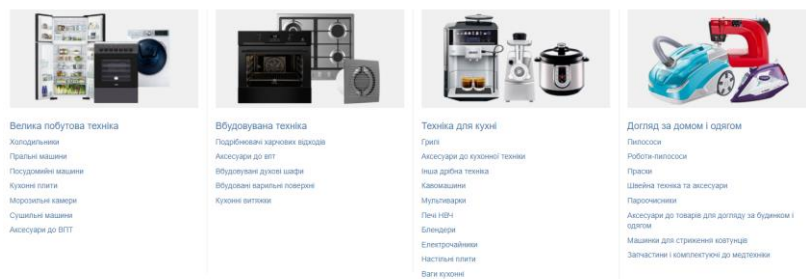 Велика побутова техніка
Холодильники
Пральні машини
Посудомийні машини
Кухонні плити
Морозильні камери
Сушильні машини
Аксесуари до ВПТ
Вбудовувана техніка
Подрібнювачі харчових відходів
Аксесуари до впт
Вбудовувані духові шафи
Вбудовані варильні поверхні
Кухонні витяжки
Техніка для кухні
Грилі
Аксесуари до кухонної техніки
Інша дрібна техніка
Кавомашини
Мультиварки
Печі НВЧ
Блендери
Електрочайники
Настільні плити
Ваги кухонні
Догляд за домом і одягом
Пилососи
Роботи-пилососи
Праски
Швейна техніка та аксесуари
Пароочисники
Аксесуари до товарів для догляду за будинком і
одягом
Машинки для стриження ковтунців
Запчастини і комплектуючі до медтехніки